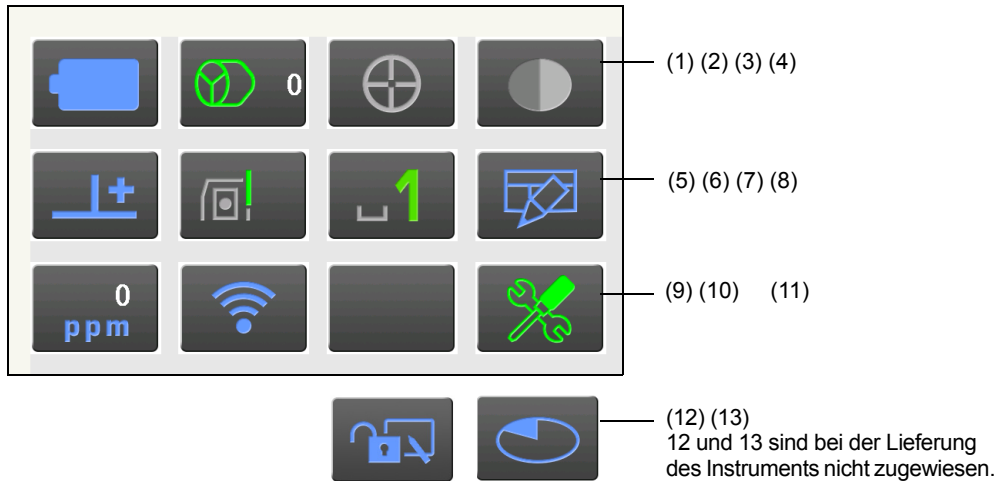 0
(1) (2) (3) (4)
1
(5) (6) (7) (8)
0
ppm
(9) (10) (11)
(12) (13)
12 und 13 sind bei der Lieferung
des Instruments nicht zugewiesen.